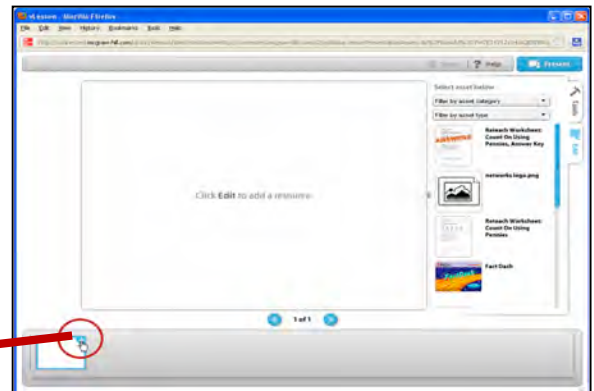 vLesson - Mozilla Firefox
File Edit View History Bookmarks Tools Help
Help
Present
Select asset below
Filter by asset category
Filter by asset type
Reteach Worksheet:
Count On Using
Pennies, Answer Key
networks logo.png
Reteach Worksheet:
Count On Using
Pennies
Fact Dash
Tools
Edit
Click Edit to add a resource.
1 of 1